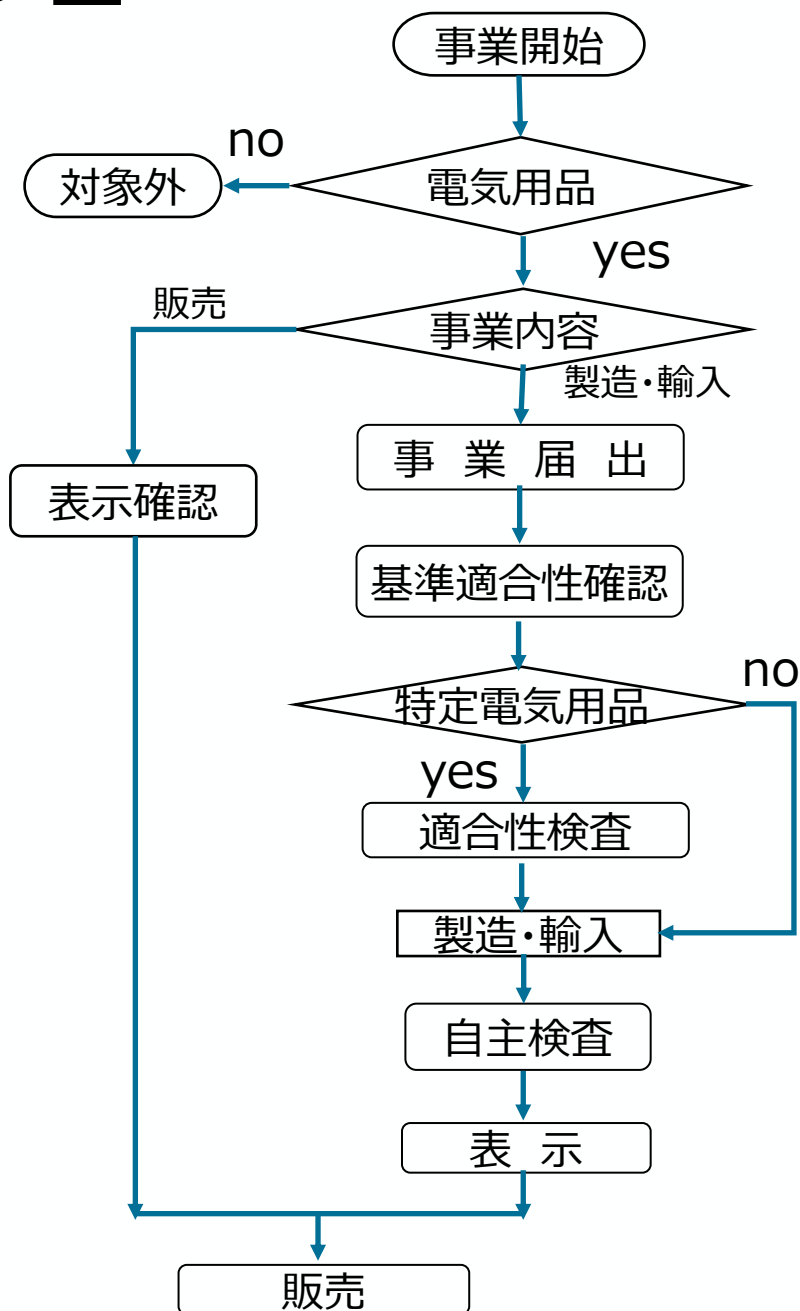 事業開始
no
対象外
電気用品
yes
販売
事業内容
製造・輸入
事 業 届 出
表示確認
基準適合性確認
no
特定電気用品
yes
適合性検査
製造・輸入
自主検査
表 示
販売